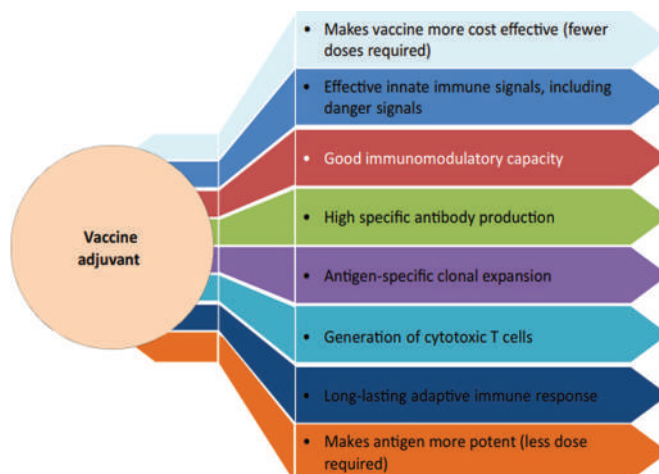 • Makes vaccine more cost effective (fewer
doses required)
• Effective innate immune signals, including
danger signals
• Good immunomodulatory capacity
• High specific antibody production
Vaccine
adjuvant
• Antigen-specific clonal expansion
• Generation of cytotoxic T cells
• Long-lasting adaptive immune response
• Makes antigen more potent (less dose
required)